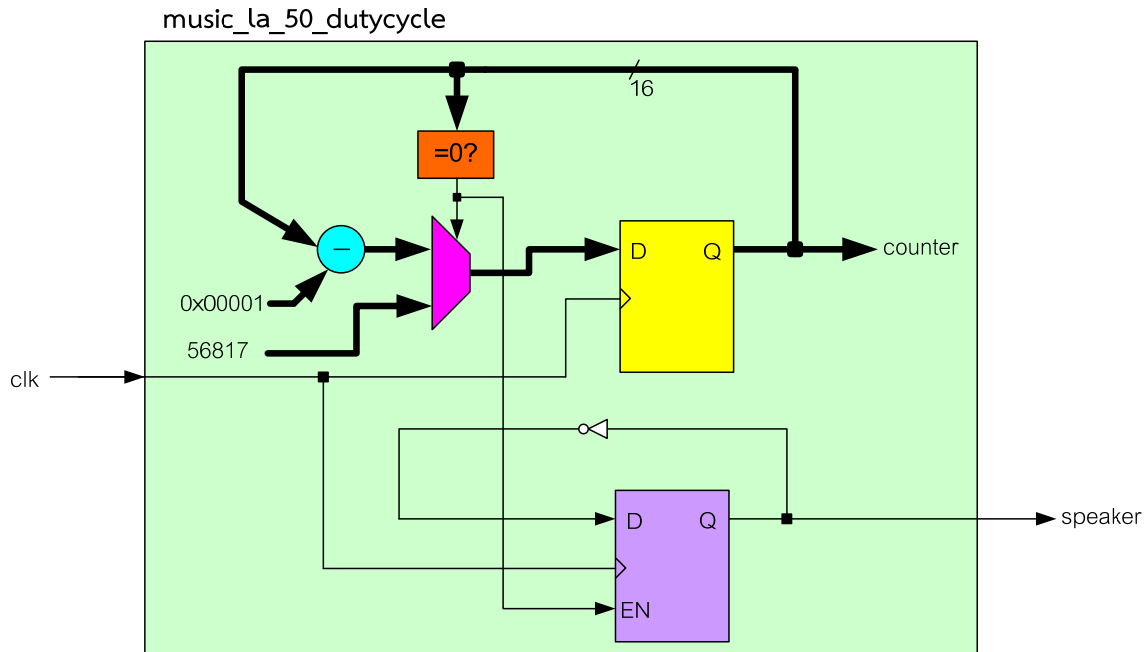 music_la_50_dutycycle
16
=0?
D Q
counter
−
0x00001
56817
clk
D Q
speaker
EN